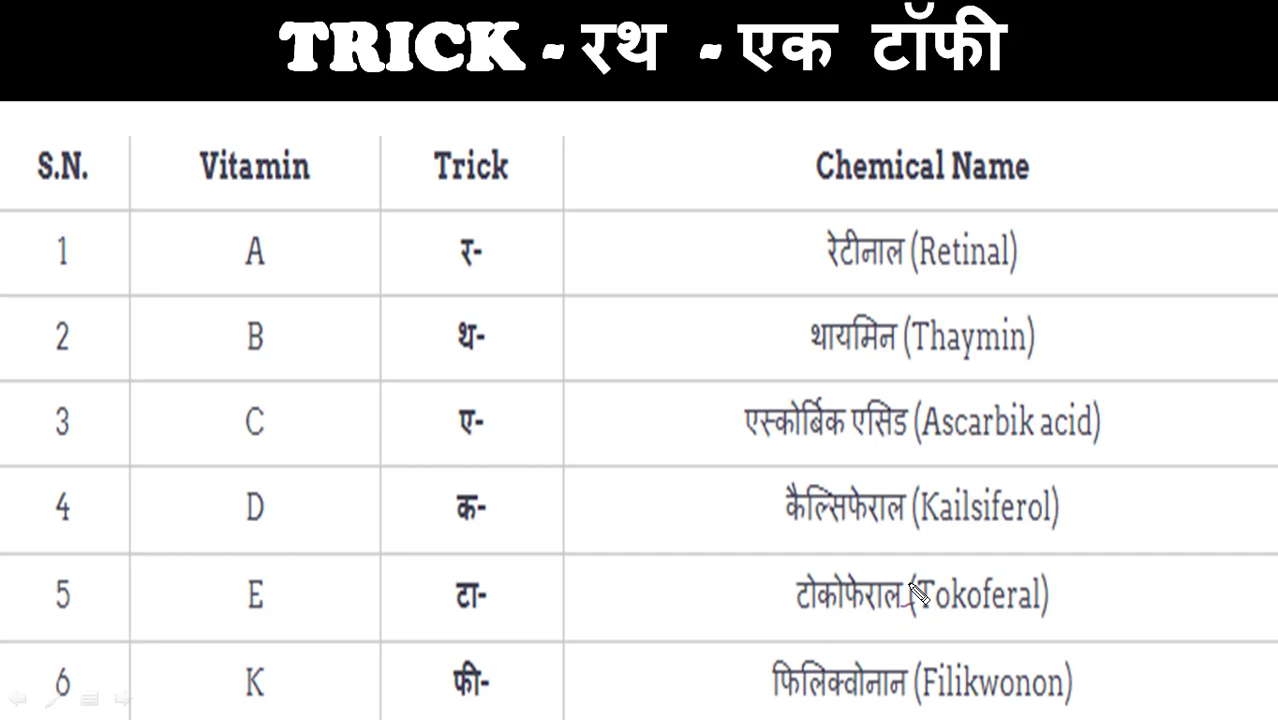 TRICK - रथ - एक टॉफी
S.N. Vitamin Trick Chemical Name
1 A र- रेटीनाल (Retinal)
2 B थ- थायमिन (Thaymin)
3 C ए- एस्कोर्बिक एसिड (Ascarbik acid)
4 D क- कैल्सिफेराल (Kailsiferol)
5 E टा- टोकोफेराल (Tokoferal)
6 K फी- फिलिक्वोनान (Filikwonon)